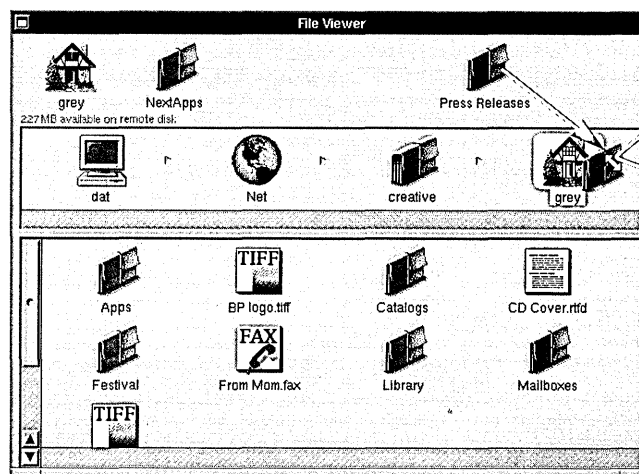 File Viewer
grey NextApps Press Releases
227MB available on remote disk
dat Net creative grey
TIFF
Apps BP logo.tiff Catalogs CD Cover.rtfd
FAX
Festival From Mom.fax Library Mailboxes
TIFF